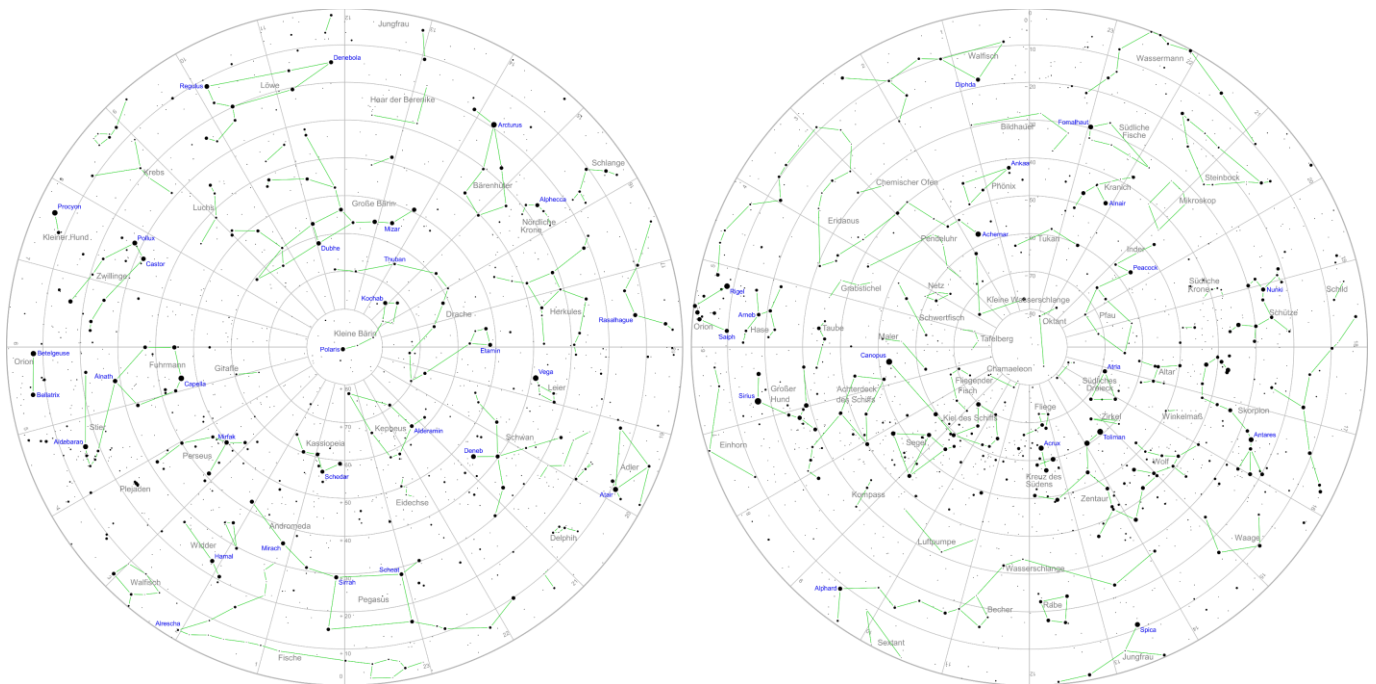 Jungfrau
Denebola
Regulus
Löwe
Haar der Berenike
Arcturus
Krebs
Schlange
Bärenhüter
Große Bärin
Luchs
Procyon
Alphecca
Nördliche
Krone
Mizar
Kleiner Hund
Pollux
Dubhe
Castor
Thuban
Zwillinge
Kochab
Herkules
Drache
Rasalhague
Kleine Bärin
Polaris
Etamin
Beteigeuze
Orion
Fuhrmann
Gitafle
Alnath
Capella
Vega
Leier
Bellatrix
Stier
Aldebaran
Mirfak
Perseus
Kassiopeia
Kepheus
Alderamin
Schwan
Deneb
Schedar
Adler
Plejaden
Atair
Eidechse
Andromeda
Widder
Mirach
Hamal
Delphin
Scheat
Sirrah
Walfisch
Pegasus
Alrescha
Fische
Walfisch
Wassermann
Diphda
Fomalhaut
Südliche
Fische
Bildhauer
Ankaa
Steinbock
Chemischer Ofen
Phönix
Kranich
Alnair
Mikroskop
Eridanus
Achernar
Pendeluhr
Tukan
Inder
Peacock
Südliche
Krone
Nunki
Schild
Rigel
Grabstichel
Netz
Kleine Wasserschlange
Arneb
Orion
Hase
Saiph
Taube
Schwertfisch
Oktant
Pfau
Schütze
Maler
Tafelberg
Canopus
Chamaeleon
Atria
Altar
Sirius
Großer
Hund
Achterdeck
des Schiffs
Fliegender
Fisch
Südliches
Dreieck
Fliege
Kiel des Schiffs
Zirkel
Winkelmaß
Skorpion
Einhorn
Segel
Acrux
Toliman
Antares
Kreuz des
Südens
Wolf
Kompass
Zentaur
Luftpumpe
Waage
Wasserschlange
Alphard
Becher
Rabe
Sextant
Spica
Jungfrau